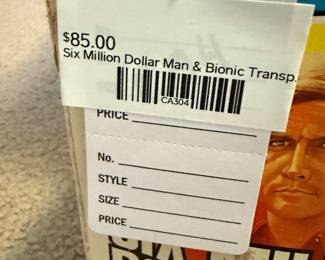 $85.00
Six Million Dollar Man & Bionic Transp.
CA304
PRICE
No.
STYLE
SIZE
PRICE